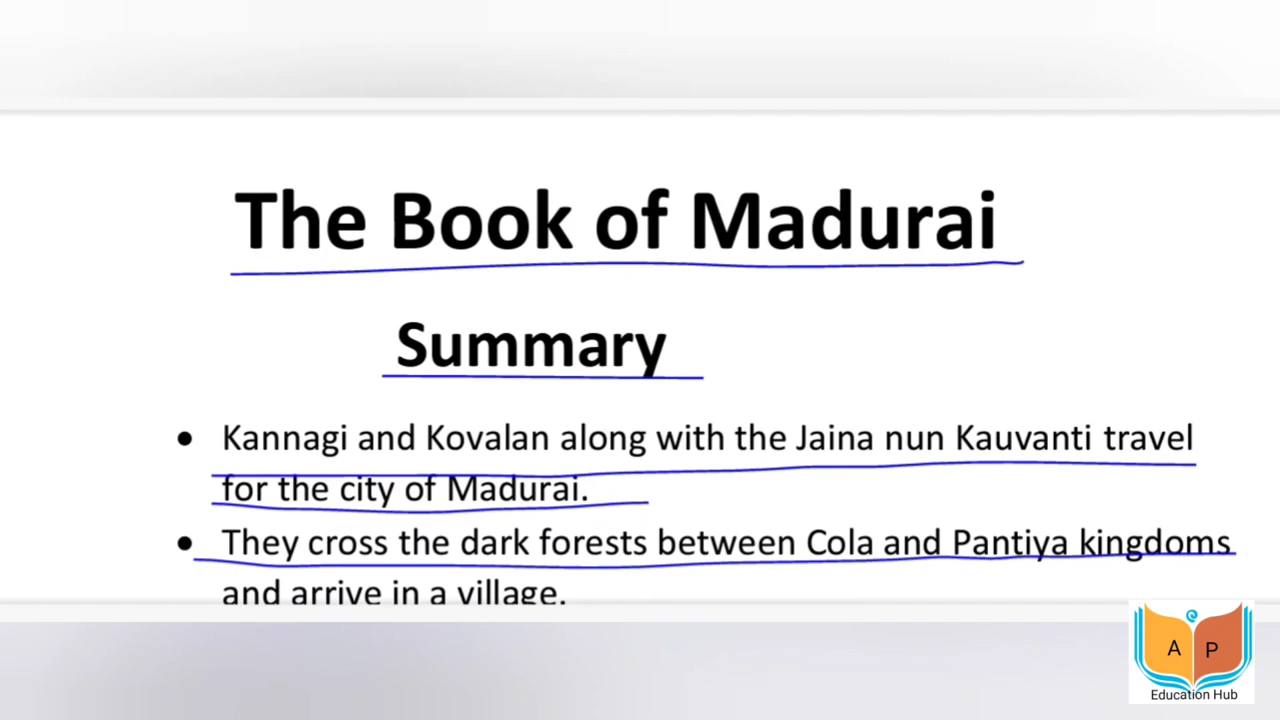 The Book of Madurai
Summary
• Kannagi and Kovalan along with the Jaina nun Kauvanti travel
for the city of Madurai.
• They cross the dark forests between Cola and Pantiya kingdoms
and arrive in a village.
A P
Education Hub